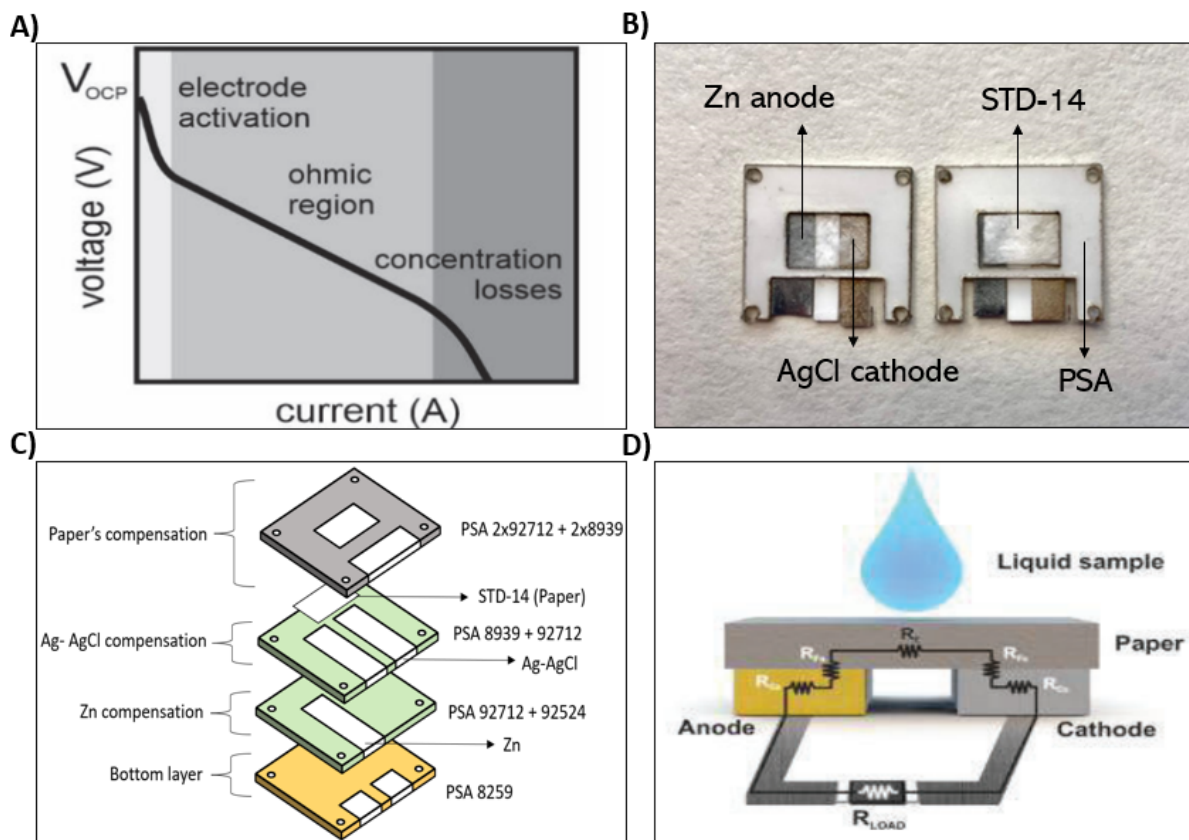 A)
V OCP
electrode
activation
ohmic
region
concentration
losses
voltage (V)
current (A)
B)
Zn anode
STD-14
AgCl cathode
PSA
C)
Paper's compensation
PSA 2x92712 + 2x8939
STD-14 (Paper)
Ag- AgCl compensation
PSA 8939 + 92712
Ag-AgCl
Zn compensation
PSA 92712 + 92524
Zn
Bottom layer
PSA 8259
D)
Liquid sample
Paper
Anode
Cathode
R LOAD